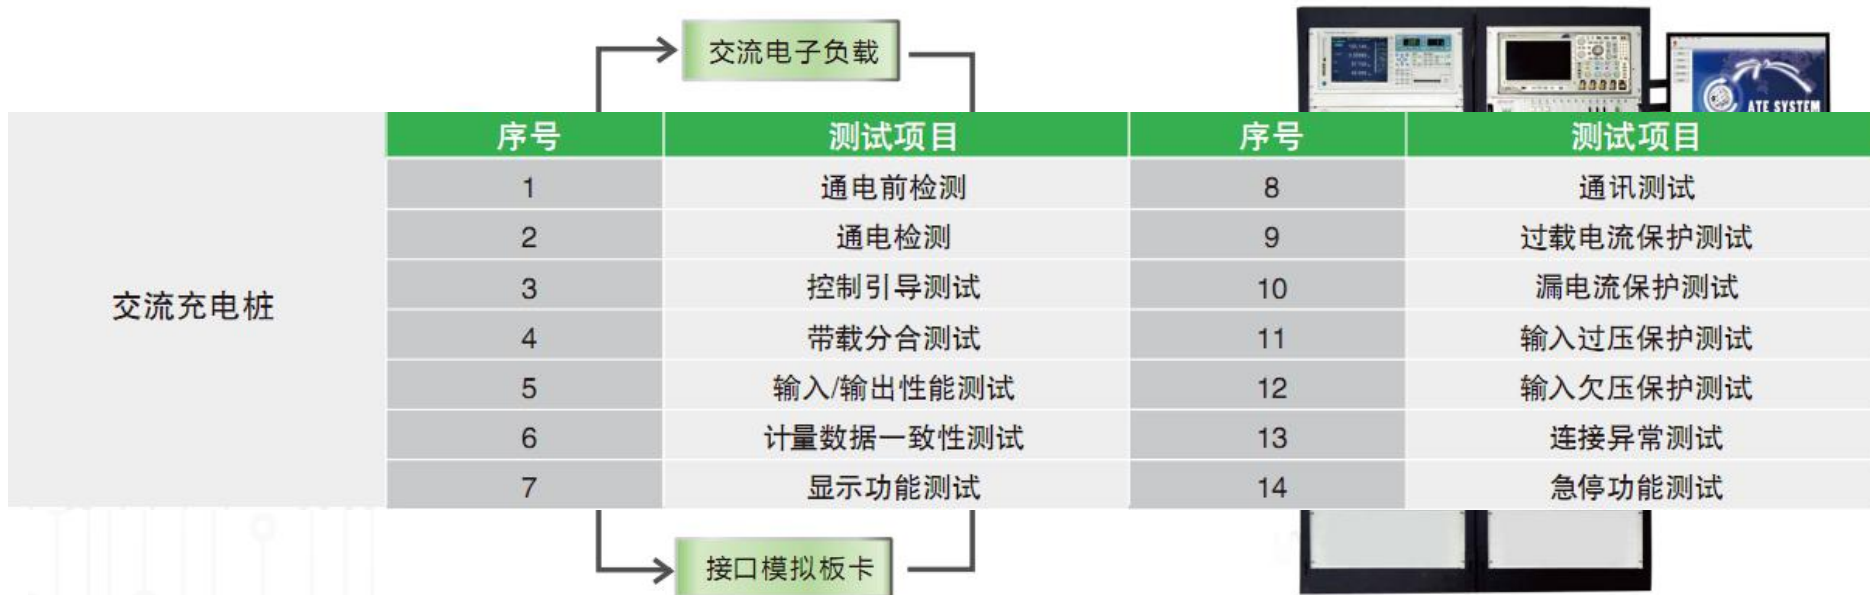 交流电子负载
ATE SYSTEM
序号 测试项目 序号 测试项目
交流充电桩
1 通电前检测 8 通讯测试
2 通电检测 9 过载电流保护测试
3 控制引导测试 10 漏电流保护测试
4 带载分合测试 11 输入过压保护测试
5 输入/输出性能测试 12 输入欠压保护测试
6 计量数据一致性测试 13 连接异常测试
7 显示功能测试 14 急停功能测试
接口模拟板卡